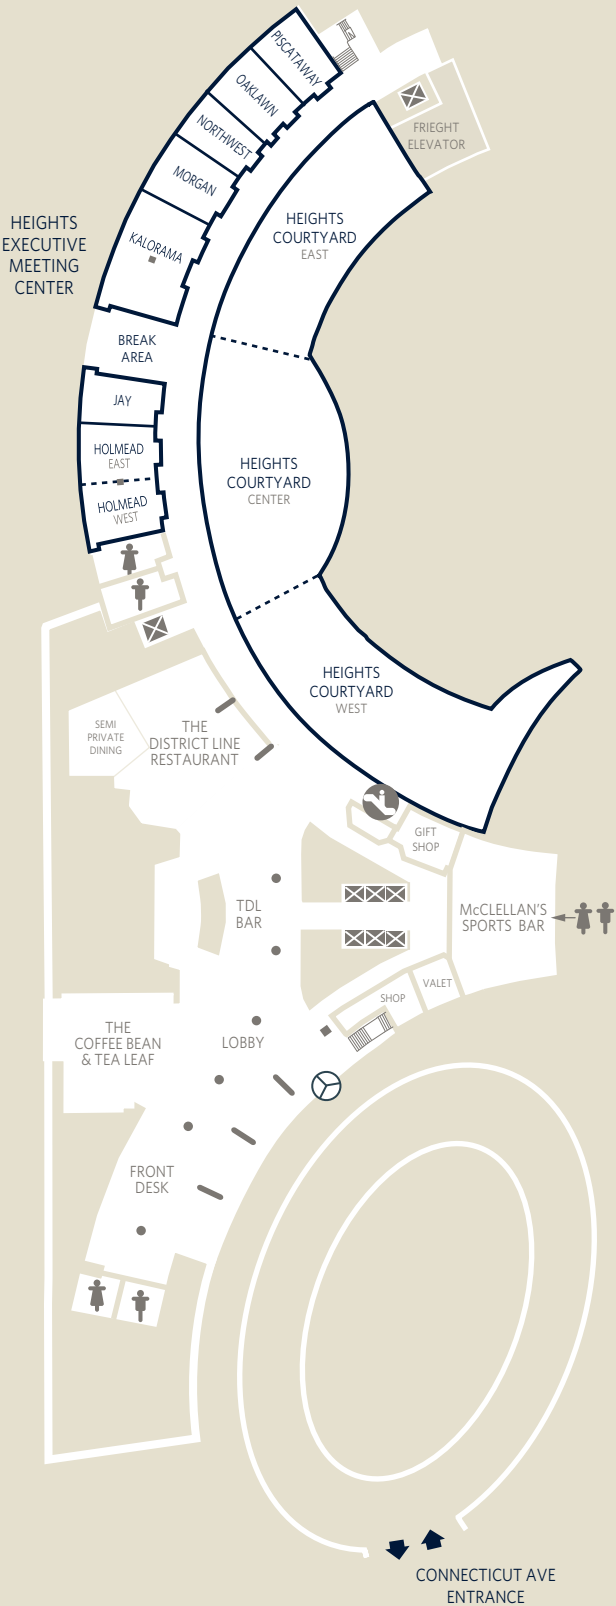 PISCATAWAY
OAKLAWN
NORTHWEST
MORGAN
KALORAMA
HEIGHTS
EXECUTIVE
MEETING
CENTER
FRIEGHT
ELEVATOR
HEIGHTS
COURTYARD
EAST
BREAK
AREA
JAY
HOLMEAD
EAST
HOLMEAD
WEST
HEIGHTS
COURTYARD
CENTER
HEIGHTS
COURTYARD
WEST
SEMI
PRIVATE
DINING
THE
DISTRICT LINE
RESTAURANT
GIFT
SHOP
TDL
BAR
McCLELLAN'S
SPORTS BAR
VALET
SHOP
THE
COFFEE BEAN
& TEA LEAF
LOBBY
FRONT
DESK
CONNECTICUT AVE
ENTRANCE